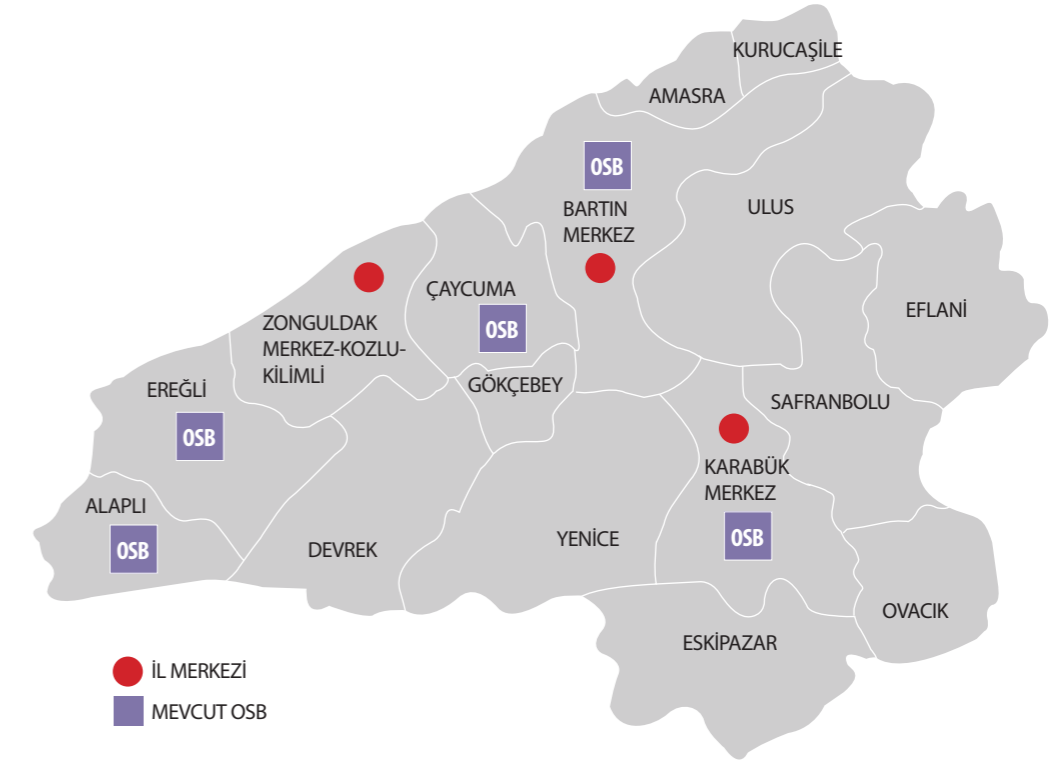 KURUCAŞİLE
AMASRA
OSB
BARTIN
MERKEZ
ULUS
ÇAYCUMA
OSB
EFLANİ
ZONGULDAK
MERKEZ-KOZLU-
KİLİMLİ
GÖKÇEBEY
EREĞLİ
OSB
SAFRANBOLU
KARABÜK
MERKEZ
OSB
ALAPLI
OSB
DEVREK
YENİCE
OVACIK
ESKİPAZAR
İL MERKEZİ
MEVCUT OSB